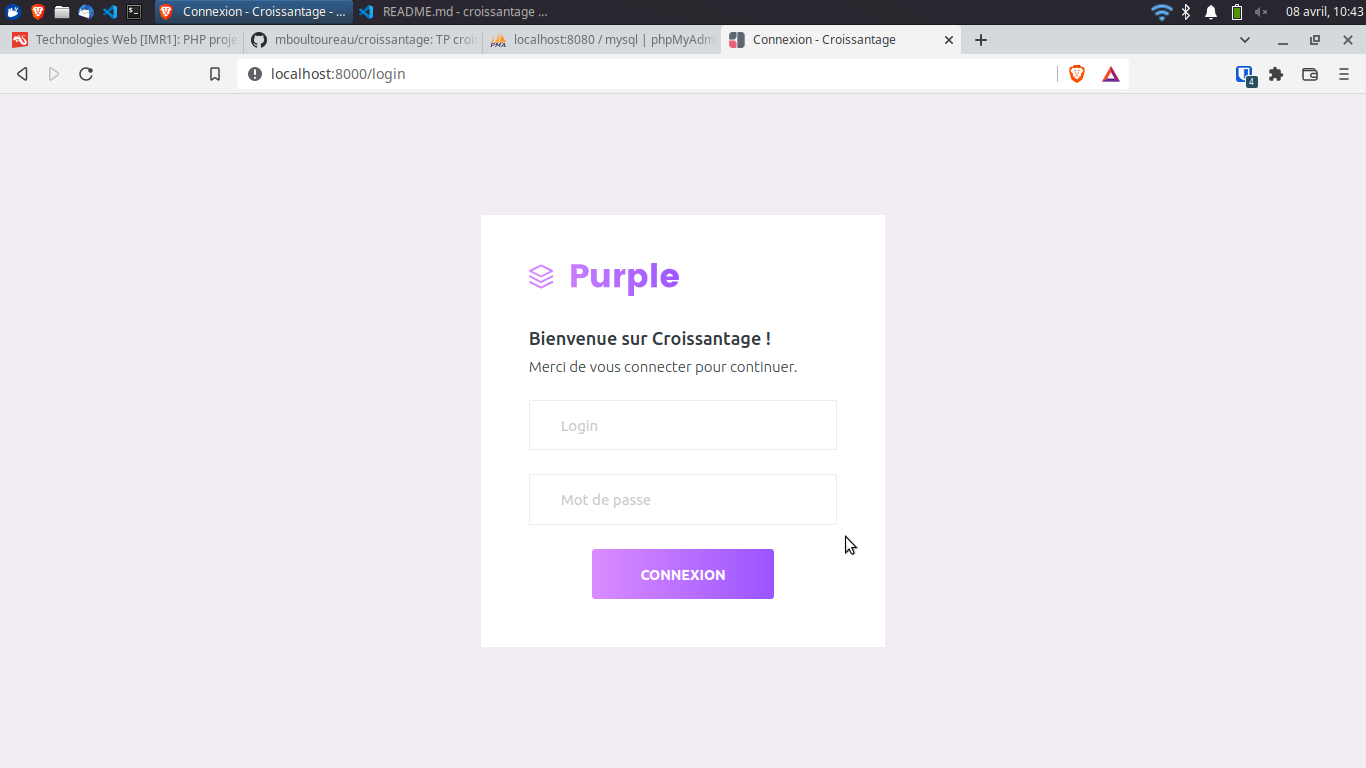 Connexion - Croissantage - ...
README.md - croissantage ...
08 avril, 10:43
Technologies Web [IMR1]: PHP proje
mboultoureau/croissantage: TP crois
localhost:8080 / mysql | phpMyAdmi
Connexion - Croissantage
localhost:8000/login
4
Purple
Bienvenue sur Croissantage !
Merci de vous connecter pour continuer.
Login
Mot de passe
CONNEXION